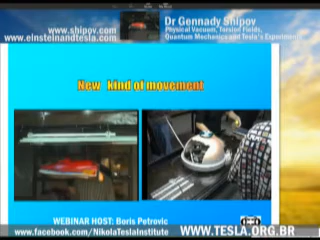 www.shipov.com
www.einsteinandtesla.com
Dr Gennady Shipov
Physical Vacuum, Torsion Fields,
Quantum Mechanics and Tesla's Experiments
New kind of movement
WEBINAR HOST: Boris Petrovic
www.facebook.com/NikolaTeslaInstitute
WWW.TESLA.ORG.BR